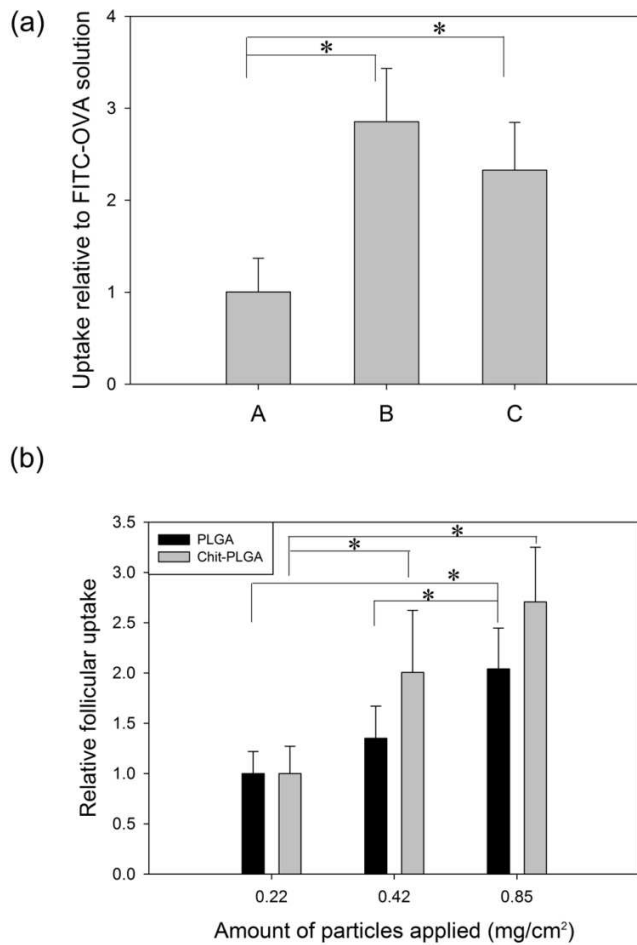 (a)
Uptake relative to FITC-OVA solution
4
3
2
1
0
*
*
A B C
(b)
Relative follicular uptake
3.5
3.0
2.5
2.0
1.5
1.0
0.5
0.0
PLGA
Chit-PLGA
*
*
*
*
0.22 0.42 0.85
Amount of particles applied (mg/cm²)